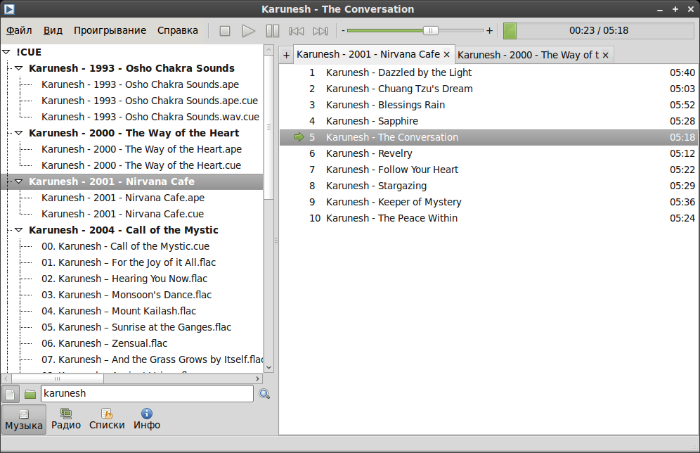 Karunesh - The Conversation
Файл Вид Проигрывание Справка
- +
00:23 / 05:18
!CUE
Karunesh - 1993 - Osho Chakra Sounds
Karunesh - 1993 - Osho Chakra Sounds.ape
Karunesh - 1993 - Osho Chakra Sounds.ape.cue
Karunesh - 1993 - Osho Chakra Sounds.wav.cue
Karunesh - 2000 - The Way of the Heart
Karunesh - 2000 - The Way of the Heart.ape
Karunesh - 2000 - The Way of the Heart.cue
Karunesh - 2001 - Nirvana Cafe
Karunesh - 2001 - Nirvana Cafe.ape
Karunesh - 2001 - Nirvana Cafe.cue
Karunesh - 2004 - Call of the Mystic
00. Karunesh - Call of the Mystic.cue
01. Karunesh – For the Joy of it All.flac
02. Karunesh – Hearing You Now.flac
03. Karunesh – Monsoon's Dance.flac
04. Karunesh – Mount Kailash.flac
05. Karunesh – Sunrise at the Ganges.flac
06. Karunesh – Zensual.flac
07. Karunesh – And the Grass Grows by Itself.flac
karunesh
Музыка Радио Списки Инфо
+ Karunesh - 2001 - Nirvana Cafe × Karunesh - 2000 - The Way of t ×
1 Karunesh - Dazzled by the Light 05:40
2 Karunesh - Chuang Tzu's Dream 05:03
3 Karunesh - Blessings Rain 05:52
4 Karunesh - Sapphire 05:28
5 Karunesh - The Conversation 05:18
6 Karunesh - Revelry 05:12
7 Karunesh - Follow Your Heart 05:22
8 Karunesh - Stargazing 05:29
9 Karunesh - Keeper of Mystery 05:36
10 Karunesh - The Peace Within 05:24